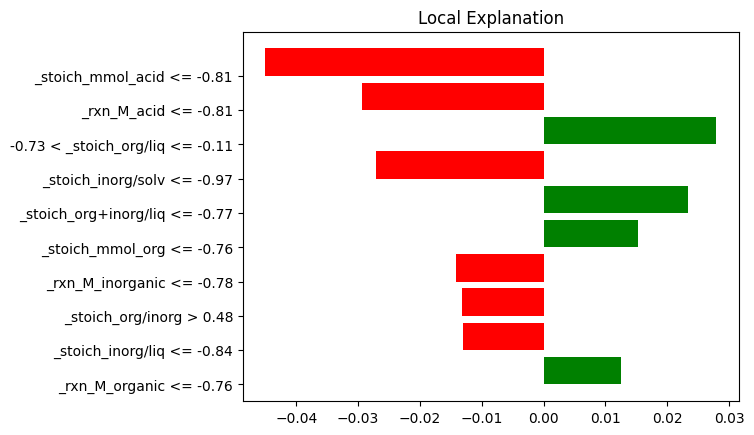 Local Explanation
_stoich_mmol_acid <= -0.81
_rxn_M_acid <= -0.81
-0.73 < _stoich_org/liq <= -0.11
_stoich_inorg/solv <= -0.97
_stoich_org+inorg/liq <= -0.77
_stoich_mmol_org <= -0.76
_rxn_M_inorganic <= -0.78
_stoich_org/inorg > 0.48
_stoich_inorg/liq <= -0.84
_rxn_M_organic <= -0.76
−0.04 −0.03 −0.02 −0.01 0.00 0.01 0.02 0.03